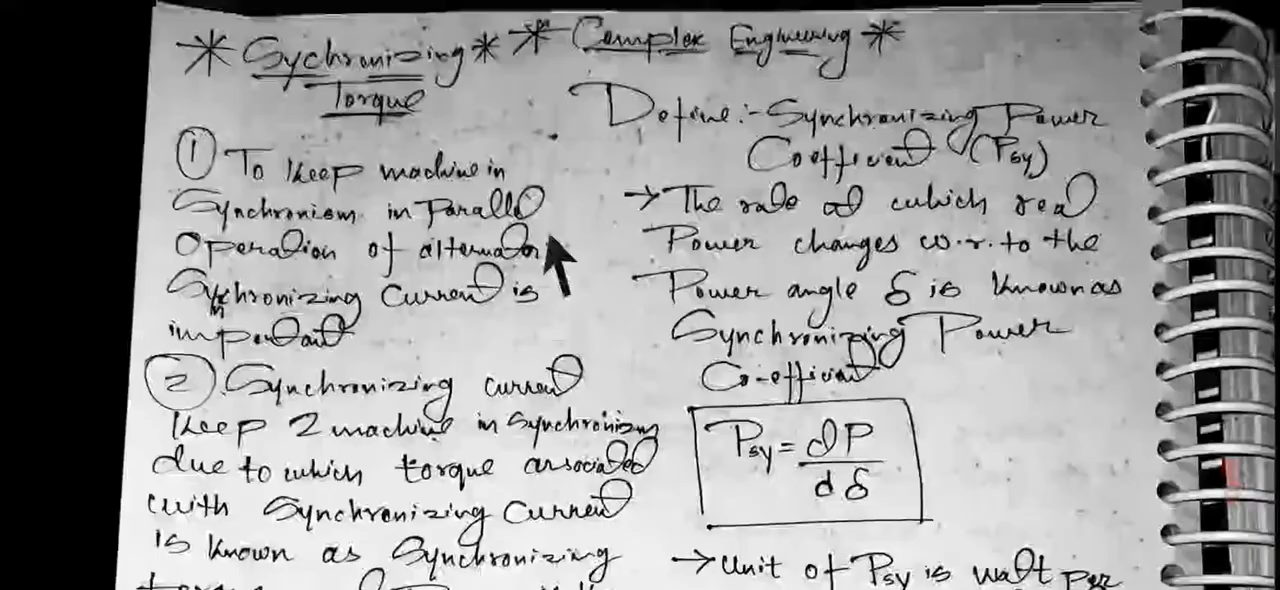 * Sychronizing *
Torque
① To keep machine in
Synchronism in Parallel
Operation of alternator
Synchronizing Current is
important
② Synchronizing current
keep 2 machine in synchronizm
due to which torque associated
with Synchronizing Current
is known as Synchronizing
* Complex Engineering *
Define :- Synchronizing Power
Coefficient (Psy)
→ The rate at which real
Power changes w.r.to the
Power angle δ is known as
Synchronizing Power
Co-efficient
Psy = dP
dδ
→ Unit of Psy is watt per